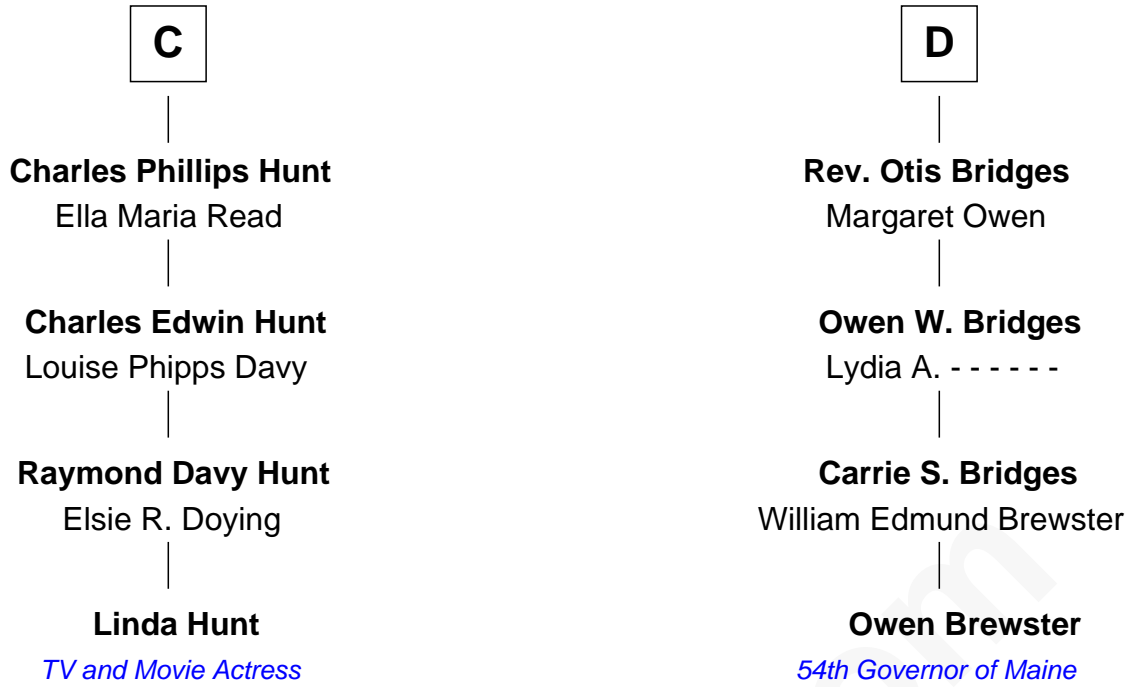 C
Charles Phillips Hunt
Ella Maria Read
Charles Edwin Hunt
Louise Phipps Davy
Raymond Davy Hunt
Elsie R. Doying
Linda Hunt
TV and Movie Actress
D
Rev. Otis Bridges
Margaret Owen
Owen W. Bridges
Lydia A. - - - - - -
Carrie S. Bridges
William Edmund Brewster
Owen Brewster
54th Governor of Maine